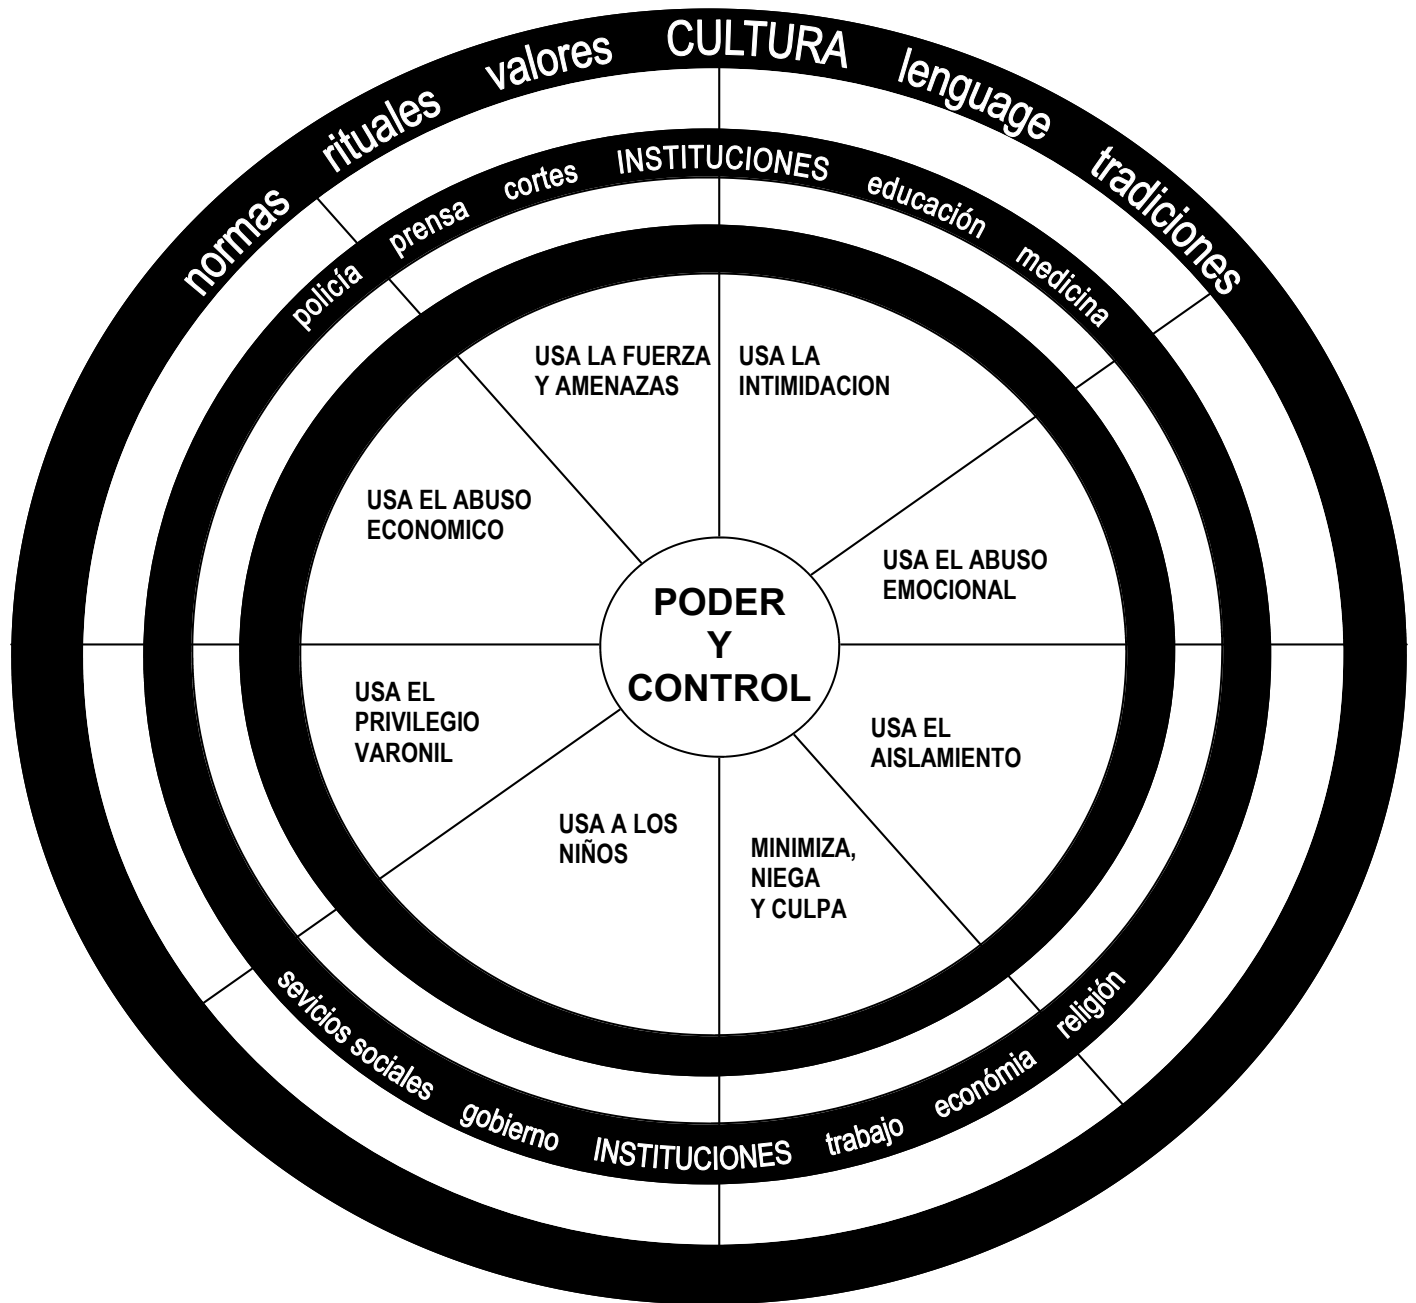 normas rituales valores CULTURA lenguage tradiciones
policía prensa cortes INSTITUCIONES educación medicina
USA LA FUERZA
Y AMENAZAS
USA LA
INTIMIDACION
USA EL ABUSO
ECONOMICO
USA EL ABUSO
EMOCIONAL
PODER
Y
CONTROL
USA EL
PRIVILEGIO
VARONIL
USA EL
AISLAMIENTO
USA A LOS
NIÑOS
MINIMIZA,
NIEGA
Y CULPA
sevicios sociales gobierno INSTITUCIONES trabajo económia religión